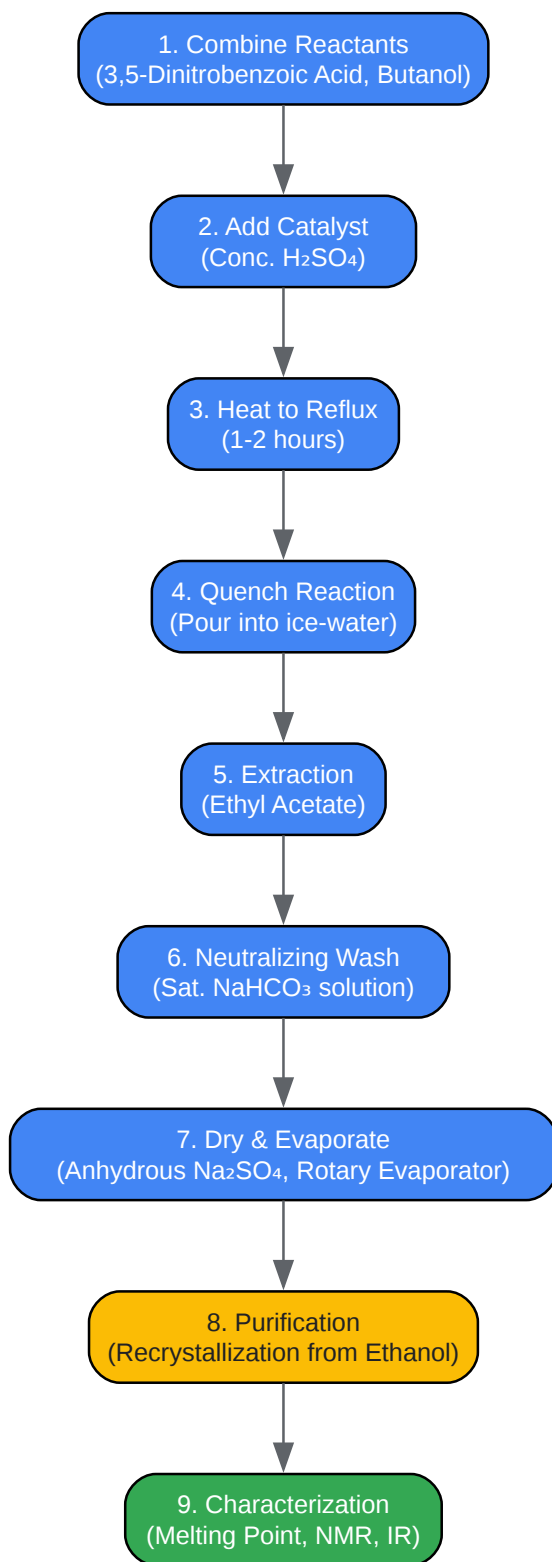 1. Combine Reactants
(3,5-Dinitrobenzoic Acid, Butanol)
2. Add Catalyst
(Conc. H₂SO₄)
3. Heat to Reflux
(1-2 hours)
4. Quench Reaction
(Pour into ice-water)
5. Extraction
(Ethyl Acetate)
6. Neutralizing Wash
(Sat. NaHCO₃ solution)
7. Dry & Evaporate
(Anhydrous Na₂SO₄, Rotary Evaporator)
8. Purification
(Recrystallization from Ethanol)
9. Characterization
(Melting Point, NMR, IR)